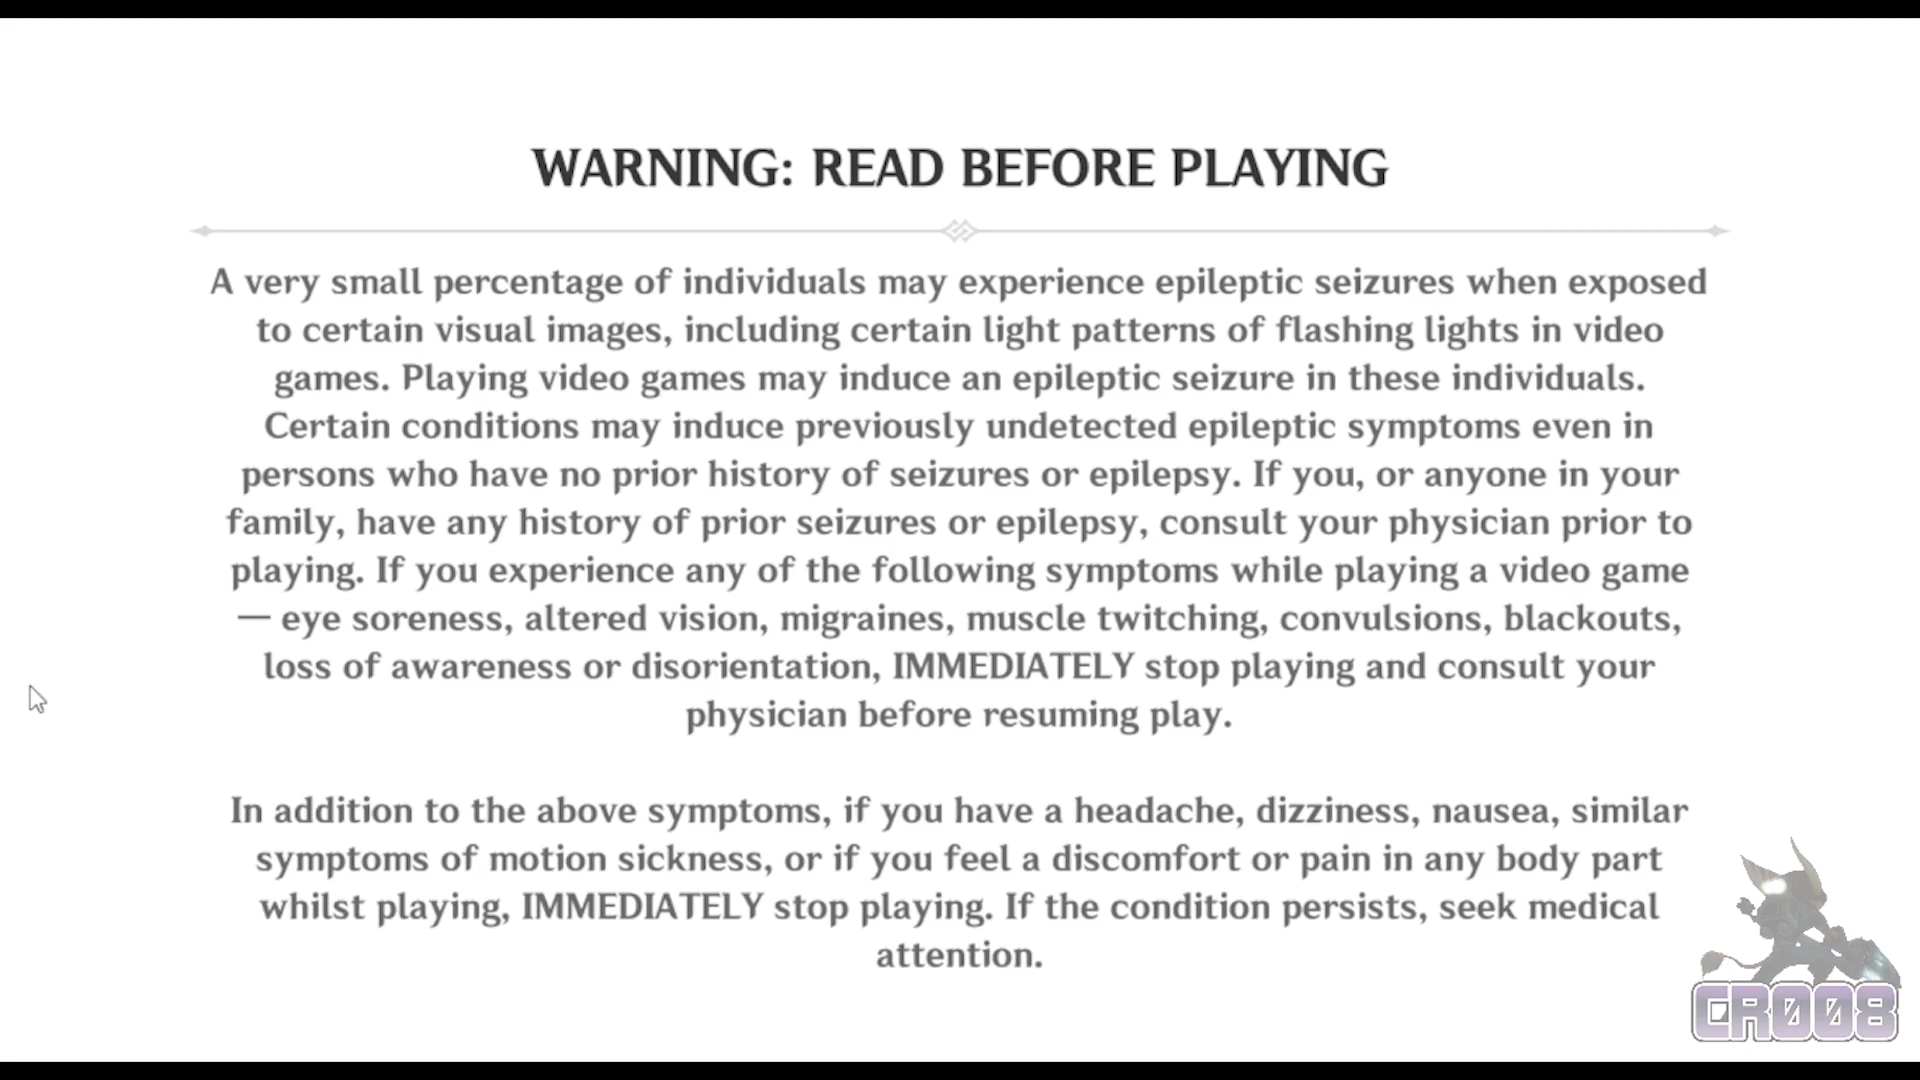 WARNING: READ BEFORE PLAYING
A very small percentage of individuals may experience epileptic seizures when exposed
to certain visual images, including certain light patterns of flashing lights in video
games. Playing video games may induce an epileptic seizure in these individuals.
Certain conditions may induce previously undetected epileptic symptoms even in
persons who have no prior history of seizures or epilepsy. If you, or anyone in your
family, have any history of prior seizures or epilepsy, consult your physician prior to
playing. If you experience any of the following symptoms while playing a video game
— eye soreness, altered vision, migraines, muscle twitching, convulsions, blackouts,
loss of awareness or disorientation, IMMEDIATELY stop playing and consult your
physician before resuming play.
In addition to the above symptoms, if you have a headache, dizziness, nausea, similar
symptoms of motion sickness, or if you feel a discomfort or pain in any body part
whilst playing, IMMEDIATELY stop playing. If the condition persists, seek medical
attention.
CR008